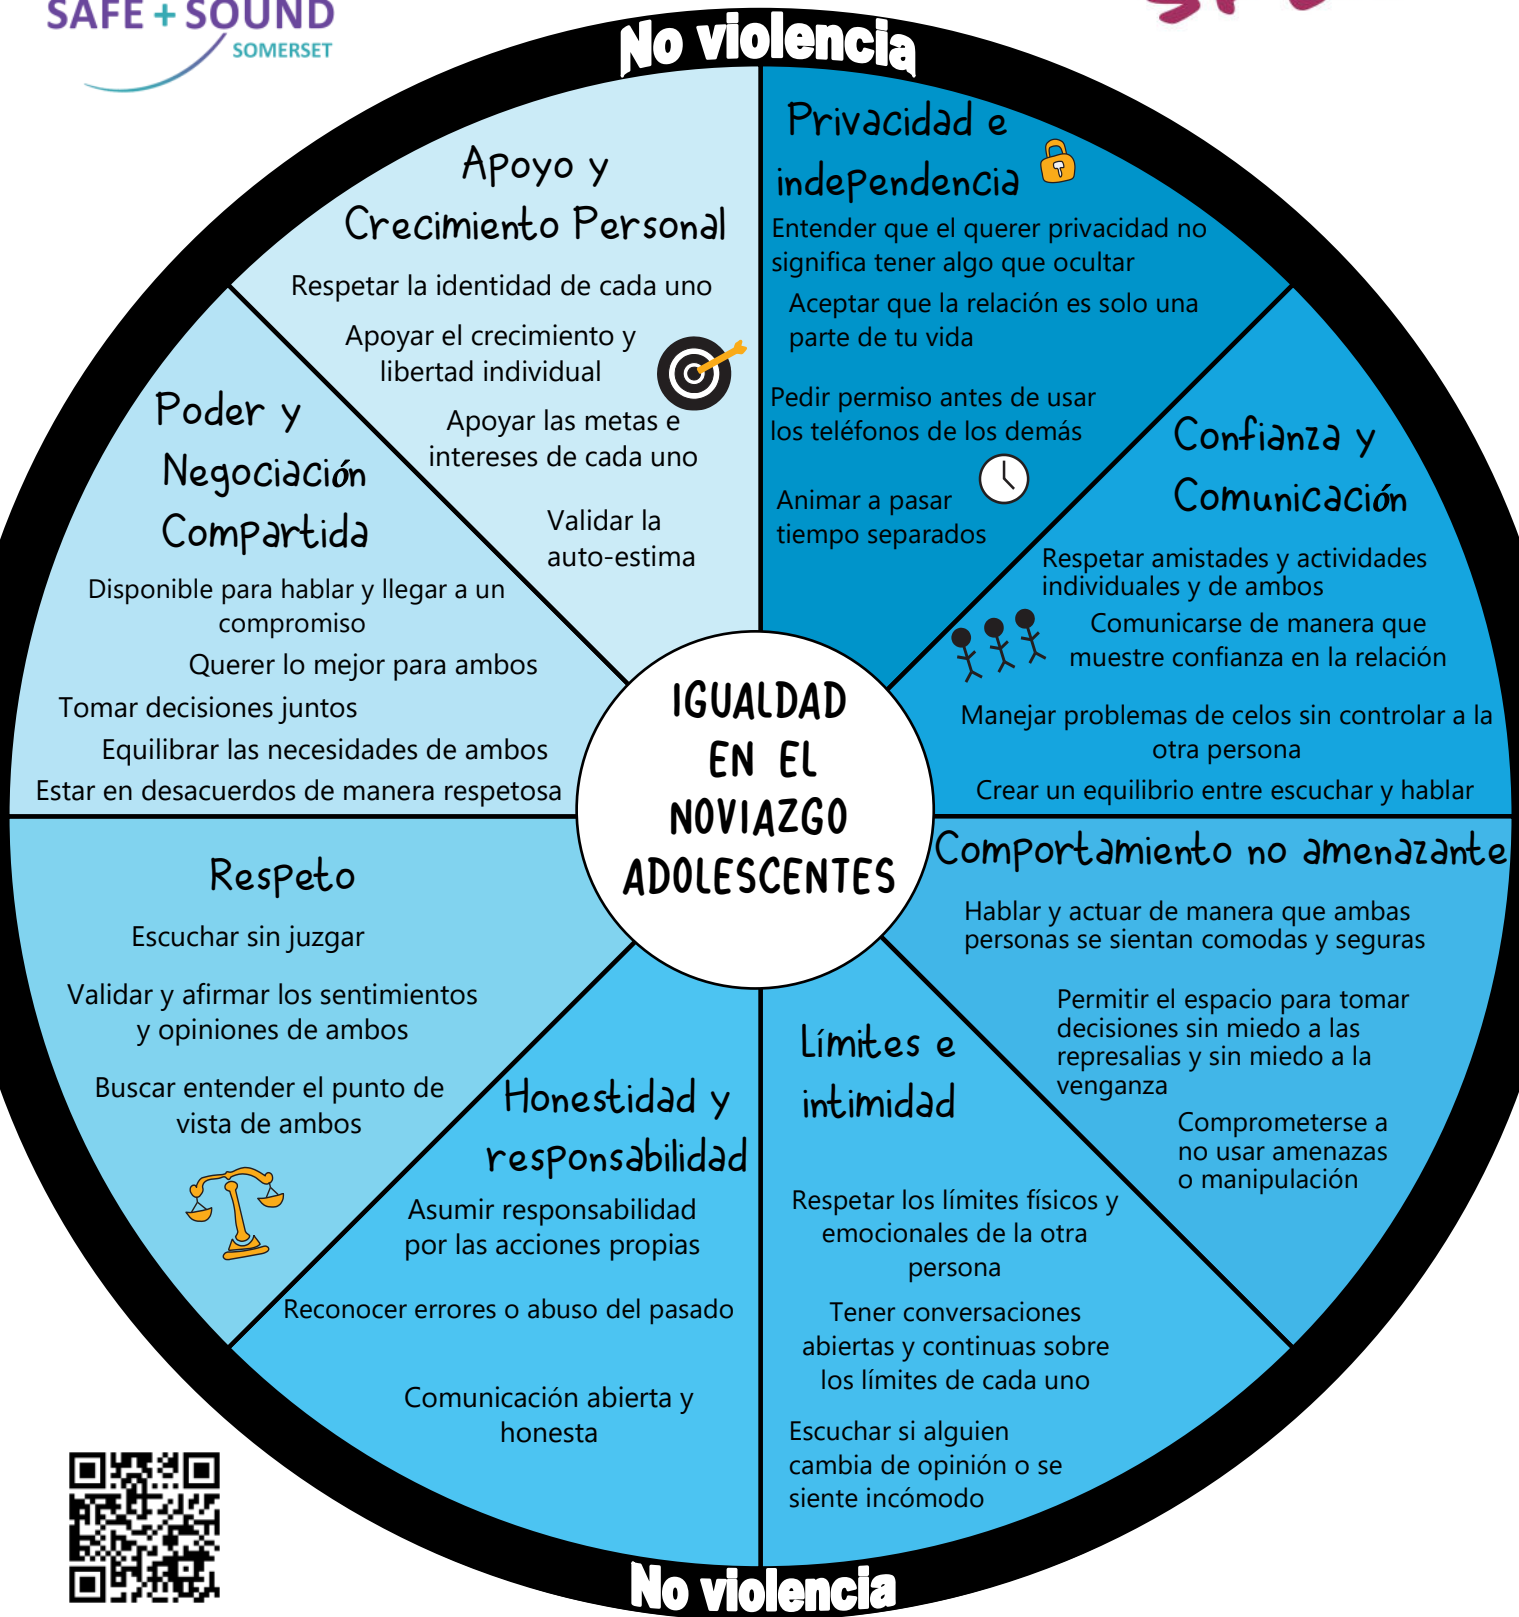 SAFE + SOUND
SOMERSET
No violencia
Apoyo y
Crecimiento Personal
Respetar la identidad de cada uno
Apoyar el crecimiento y
libertad individual
Apoyar las metas e
intereses de cada uno
Validar la
auto-estima
Privacidad e
independencia
Entender que el querer privacidad no
significa tener algo que ocultar
Aceptar que la relación es solo una
parte de tu vida
Pedir permiso antes de usar
los teléfonos de los demás
Animar a pasar
tiempo separados
Poder y
Negociación
Compartida
Disponible para hablar y llegar a un
compromiso
Querer lo mejor para ambos
Tomar decisiones juntos
Equilibrar las necesidades de ambos
Estar en desacuerdos de manera respetosa
Confianza y
Comunicación
Respetar amistades y actividades
individuales y de ambos
Comunicarse de manera que
muestre confianza en la relación
Manejar problemas de celos sin controlar a la
otra persona
Crear un equilibrio entre escuchar y hablar
IGUALDAD
EN EL
NOVIAZGO
ADOLESCENTES
Respeto
Escuchar sin juzgar
Validar y afirmar los sentimientos
y opiniones de ambos
Buscar entender el punto de
vista de ambos
Comportamiento no amenazante
Hablar y actuar de manera que ambas
personas se sientan comodas y seguras
Permitir el espacio para tomar
decisiones sin miedo a las
represalias y sin miedo a la
venganza
Comprometerse a
no usar amenazas
o manipulación
Honestidad y
responsabilidad
Asumir responsabilidad
por las acciones propias
Reconocer errores o abuso del pasado
Comunicación abierta y
honesta
Límites e
intimidad
Respetar los límites físicos y
emocionales de la otra
persona
Tener conversaciones
abiertas y continuas sobre
los límites de cada uno
Escuchar si alguien
cambia de opinión o se
siente incómodo
No violencia